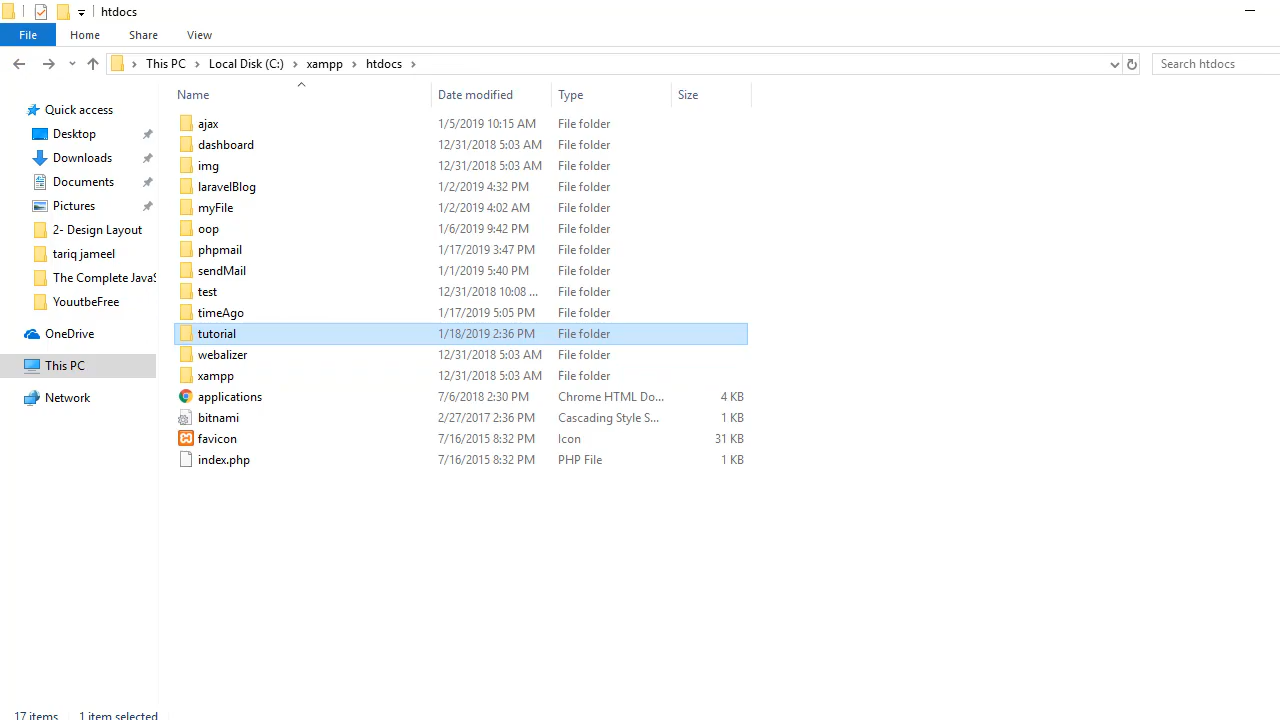 htdocs
File Home Share View
This PC Local Disk (C:) xampp htdocs Search htdocs
Name Date modified Type Size
Quick access
Desktop
Downloads
Documents
Pictures
2- Design Layout
tariq jameel
The Complete JavaS
YouutbeFree
OneDrive
This PC
Network
ajax 1/5/2019 10:15 AM File folder
dashboard 12/31/2018 5:03 AM File folder
img 12/31/2018 5:03 AM File folder
laravelBlog 1/2/2019 4:32 PM File folder
myFile 1/2/2019 4:02 AM File folder
oop 1/6/2019 9:42 PM File folder
phpmail 1/17/2019 3:47 PM File folder
sendMail 1/1/2019 5:40 PM File folder
test 12/31/2018 10:08 ... File folder
timeAgo 1/17/2019 5:05 PM File folder
tutorial 1/18/2019 2:36 PM File folder
webalizer 12/31/2018 5:03 AM File folder
xampp 12/31/2018 5:03 AM File folder
applications 7/6/2018 2:30 PM Chrome HTML Do... 4 KB
bitnami 2/27/2017 2:36 PM Cascading Style S... 1 KB
favicon 7/16/2015 8:32 PM Icon 31 KB
index.php 7/16/2015 8:32 PM PHP File 1 KB
17 items 1 item selected